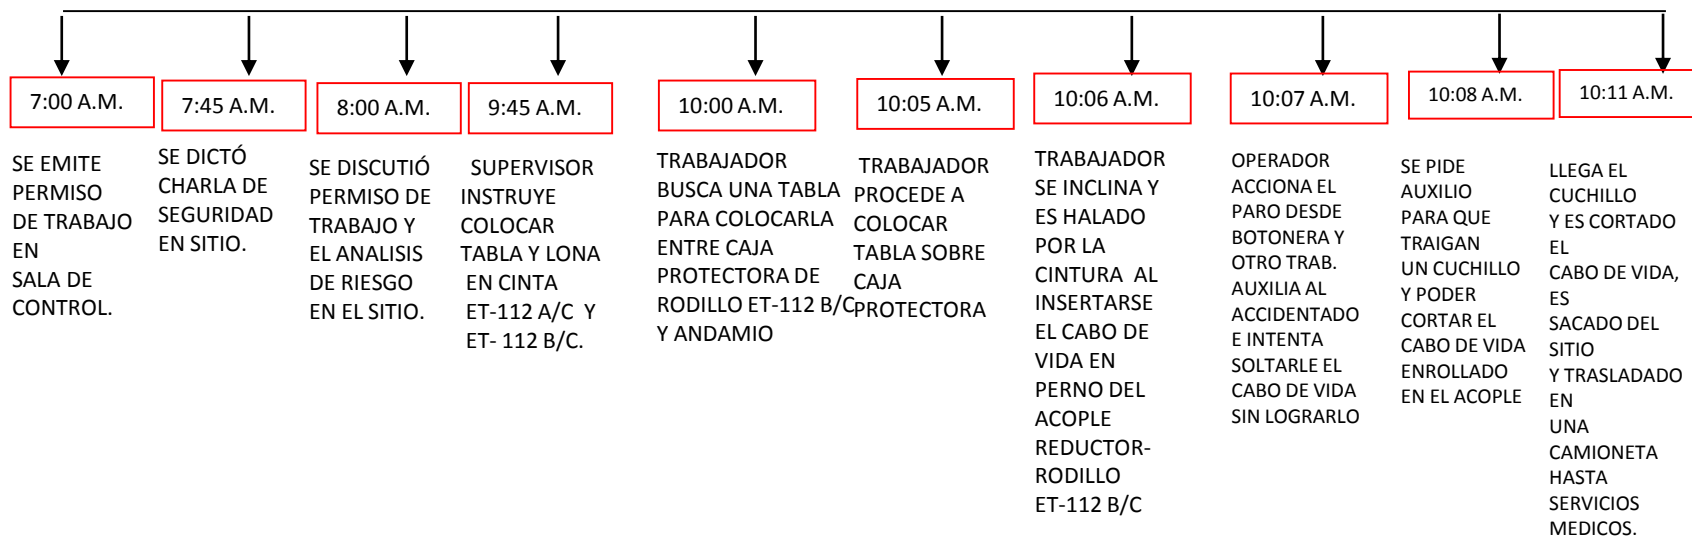 7:00 A.M.
SE EMITE
PERMISO
DE TRABAJO
EN
SALA DE
CONTROL.
7:45 A.M.
SE DICTÓ
CHARLA DE
SEGURIDAD
EN SITIO.
8:00 A.M.
SE DISCUTIÓ
PERMISO DE
TRABAJO Y
EL ANALISIS
DE RIESGO
EN EL SITIO.
9:45 A.M.
SUPERVISOR
INSTRUYE
COLOCAR
TABLA Y LONA
EN CINTA
ET-112 A/C Y
ET- 112 B/C.
10:00 A.M.
TRABAJADOR
BUSCA UNA TABLA
PARA COLOCARLA
ENTRE CAJA
PROTECTORA DE
RODILLO ET-112 B/C
Y ANDAMIO
10:05 A.M.
TRABAJADOR
PROCEDE A
COLOCAR
TABLA SOBRE
CAJA
PROTECTORA
10:06 A.M.
TRABAJADOR
SE INCLINA Y
ES HALADO
POR LA
CINTURA AL
INSERTARSE
EL CABO DE
VIDA EN
PERNO DEL
ACOPLE
REDUCTOR-
RODILLO
ET-112 B/C
10:07 A.M.
OPERADOR
ACCIONA EL
PARO DESDE
BOTONERA Y
OTRO TRAB.
AUXILIA AL
ACCIDENTADO
E INTENTA
SOLTARLE EL
CABO DE VIDA
SIN LOGRARLO
10:08 A.M.
SE PIDE
AUXILIO
PARA QUE
TRAIGAN
UN CUCHILLO
Y PODER
CORTAR EL
CABO DE VIDA
ENROLLADO
EN EL ACOPLE
10:11 A.M.
LLEGA EL
CUCHILLO
Y ES CORTADO
EL
CABO DE VIDA,
ES
SACADO DEL
SITIO
Y TRASLADADO
EN
UNA
CAMIONETA
HASTA
SERVICIOS
MEDICOS.